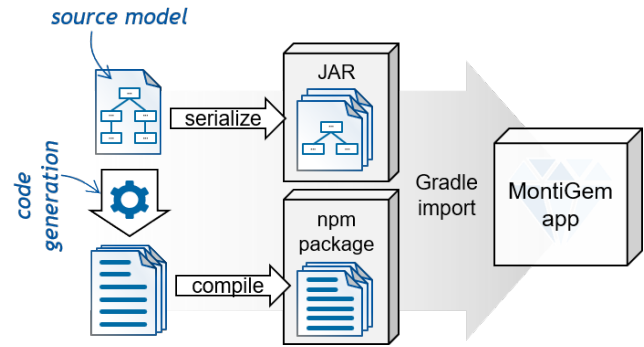 source model
JAR
serialize
code
generation
Gradle
import
MontiGem
app
npm
package
compile